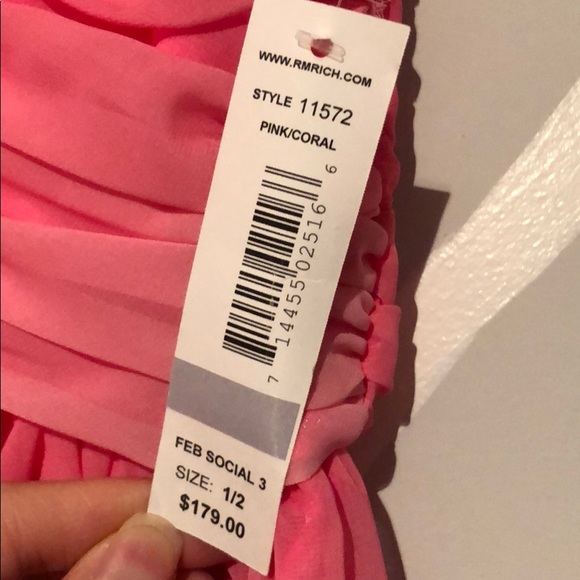 WWW.RMRICH.COM
STYLE 11572
PINK/CORAL
7 14455 02516 6
FEB SOCIAL 3
SIZE: 1/2
$179.00